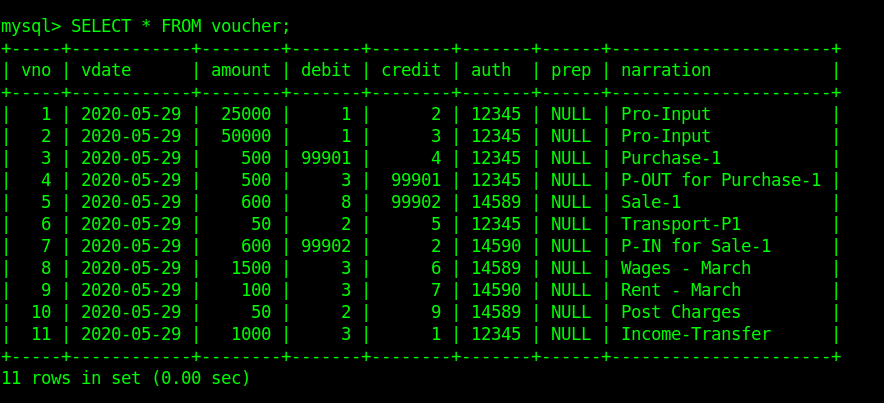 mysql> SELECT * FROM voucher;
+-----+------------+--------+-------+--------+-------+------+----------------------+
| vno | vdate      | amount | debit | credit | auth  | prep | narration            |
+-----+------------+--------+-------+--------+-------+------+----------------------+
|   1 | 2020-05-29 |  25000 |     1 |      2 | 12345 | NULL | Pro-Input            |
|   2 | 2020-05-29 |  50000 |     1 |      3 | 12345 | NULL | Pro-Input            |
|   3 | 2020-05-29 |    500 | 99901 |      4 | 12345 | NULL | Purchase-1           |
|   4 | 2020-05-29 |    500 |     3 |  99901 | 12345 | NULL | P-OUT for Purchase-1 |
|   5 | 2020-05-29 |    600 |     8 |  99902 | 14589 | NULL | Sale-1               |
|   6 | 2020-05-29 |     50 |     2 |      5 | 12345 | NULL | Transport-P1         |
|   7 | 2020-05-29 |    600 | 99902 |      2 | 14590 | NULL | P-IN for Sale-1      |
|   8 | 2020-05-29 |   1500 |     3 |      6 | 14589 | NULL | Wages - March        |
|   9 | 2020-05-29 |    100 |     3 |      7 | 14590 | NULL | Rent - March         |
|  10 | 2020-05-29 |     50 |     2 |      9 | 14589 | NULL | Post Charges         |
|  11 | 2020-05-29 |   1000 |     3 |      1 | 12345 | NULL | Income-Transfer      |
+-----+------------+--------+-------+--------+-------+------+----------------------+
11 rows in set (0.00 sec)